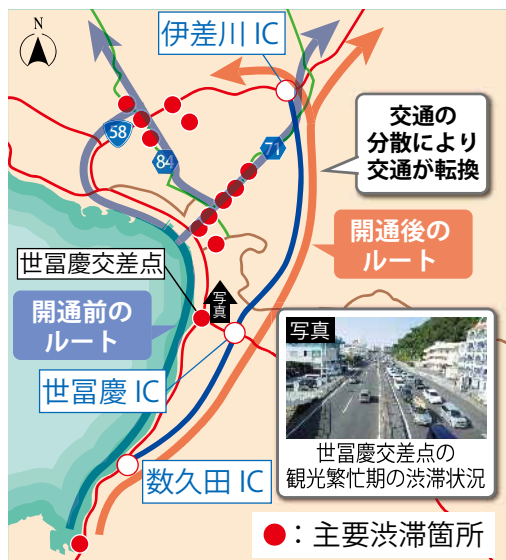 N
伊差川 IC
58
84
71
交通の
分散により
交通が転換
世冨慶交差点
写真
開通後の
ルート
開通前の
ルート
世冨慶 IC
写真
世冨慶交差点の
観光繁忙期の渋滞状況
数久田 IC
●：主要渋滞箇所